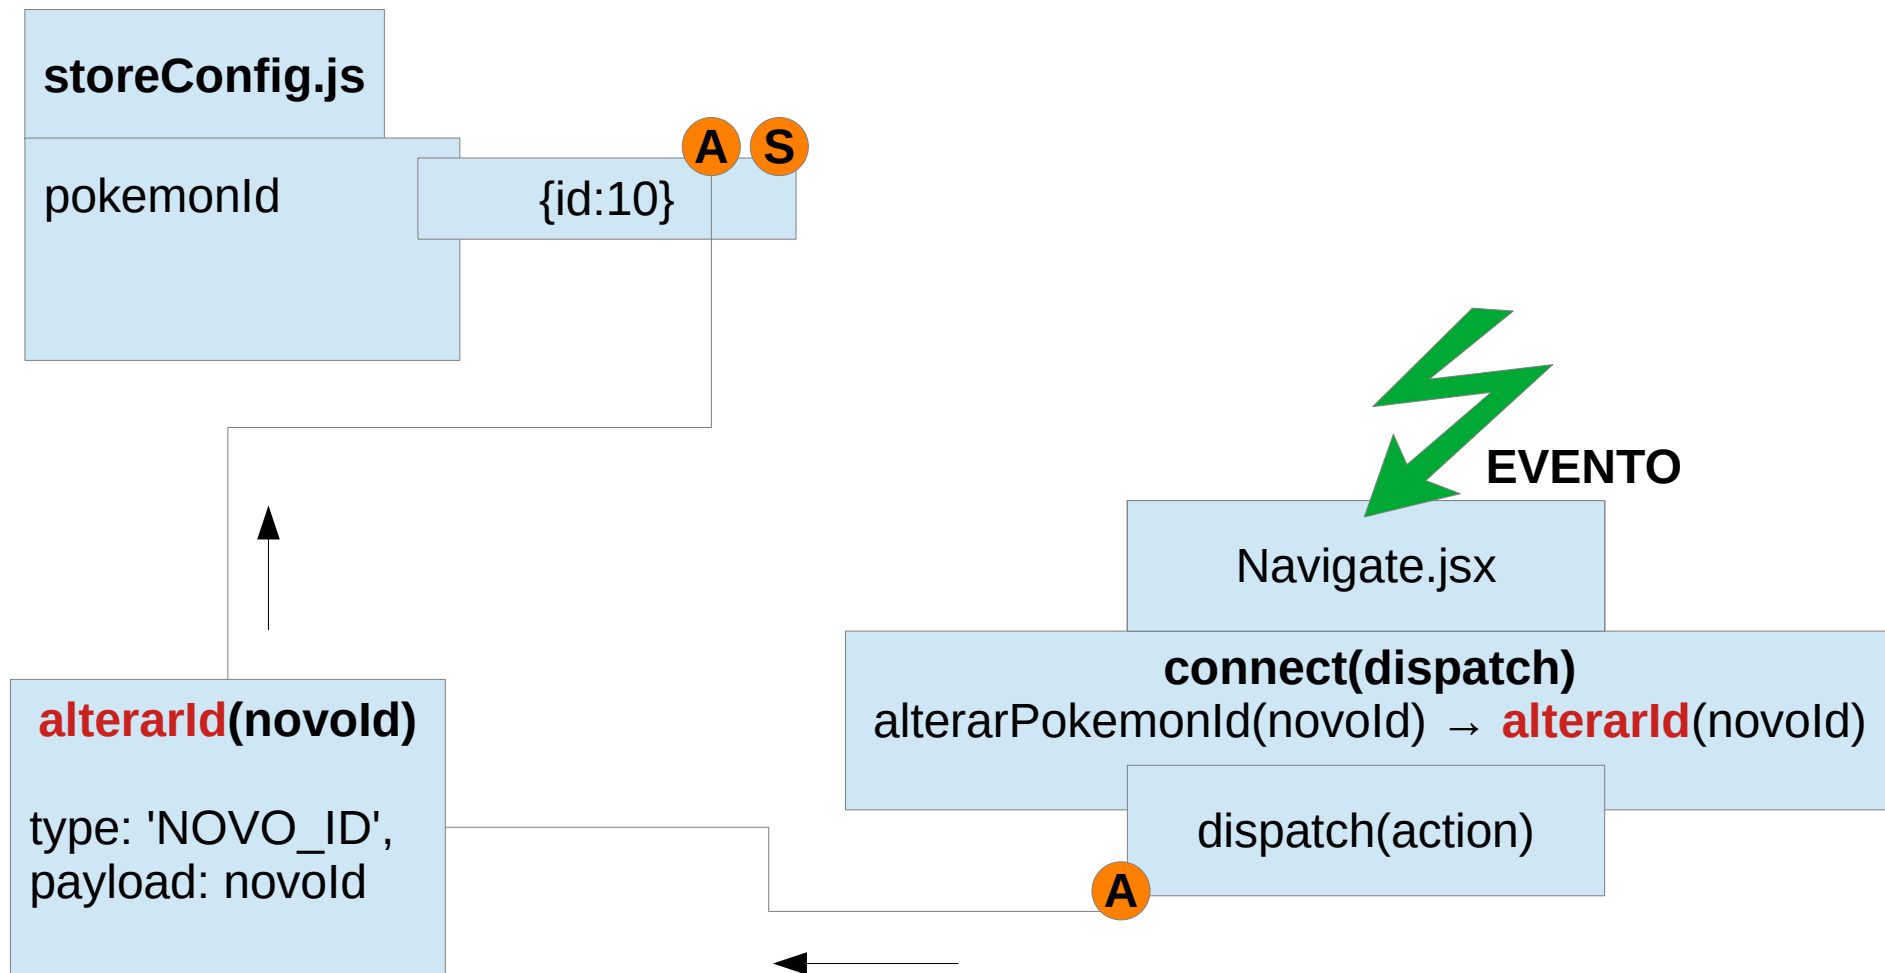 storeConfig.js
A S
pokemonId
{id:10}
EVENTO
Navigate.jsx
connect(dispatch)
alterarPokemonId(novoId) → alterarId(novoId)
dispatch(action)
A
alterarId(novoId)
type: 'NOVO_ID',
payload: novoId